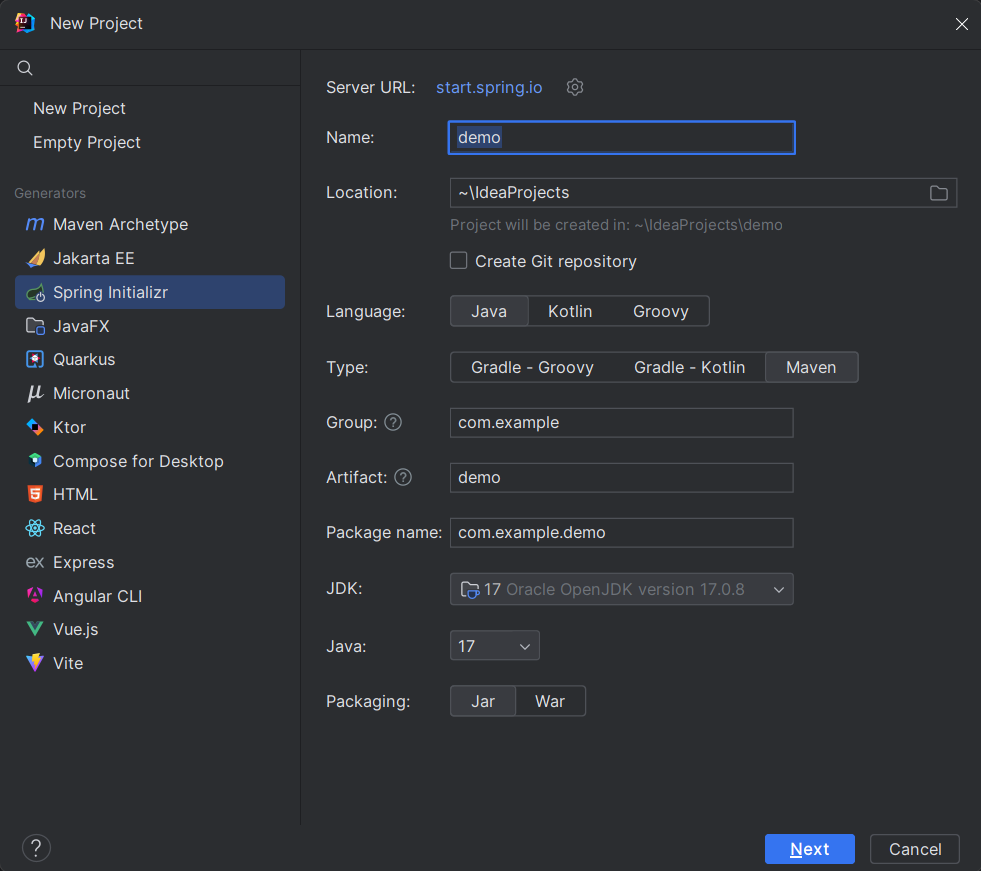 New Project
New Project
Empty Project
Generators
Maven Archetype
Jakarta EE
Spring Initializr
JavaFX
Quarkus
Micronaut
Ktor
Compose for Desktop
HTML
React
ex Express
Angular CLI
Vue.js
Vite
Server URL: start.spring.io
Name: demo
Location: ~\IdeaProjects
Project will be created in: ~\IdeaProjects\demo
Create Git repository
Language: Java Kotlin Groovy
Type: Gradle - Groovy Gradle - Kotlin Maven
Group: ? com.example
Artifact: ? demo
Package name: com.example.demo
JDK: 17 Oracle OpenJDK version 17.0.8
Java: 17
Packaging: Jar War
? Next Cancel